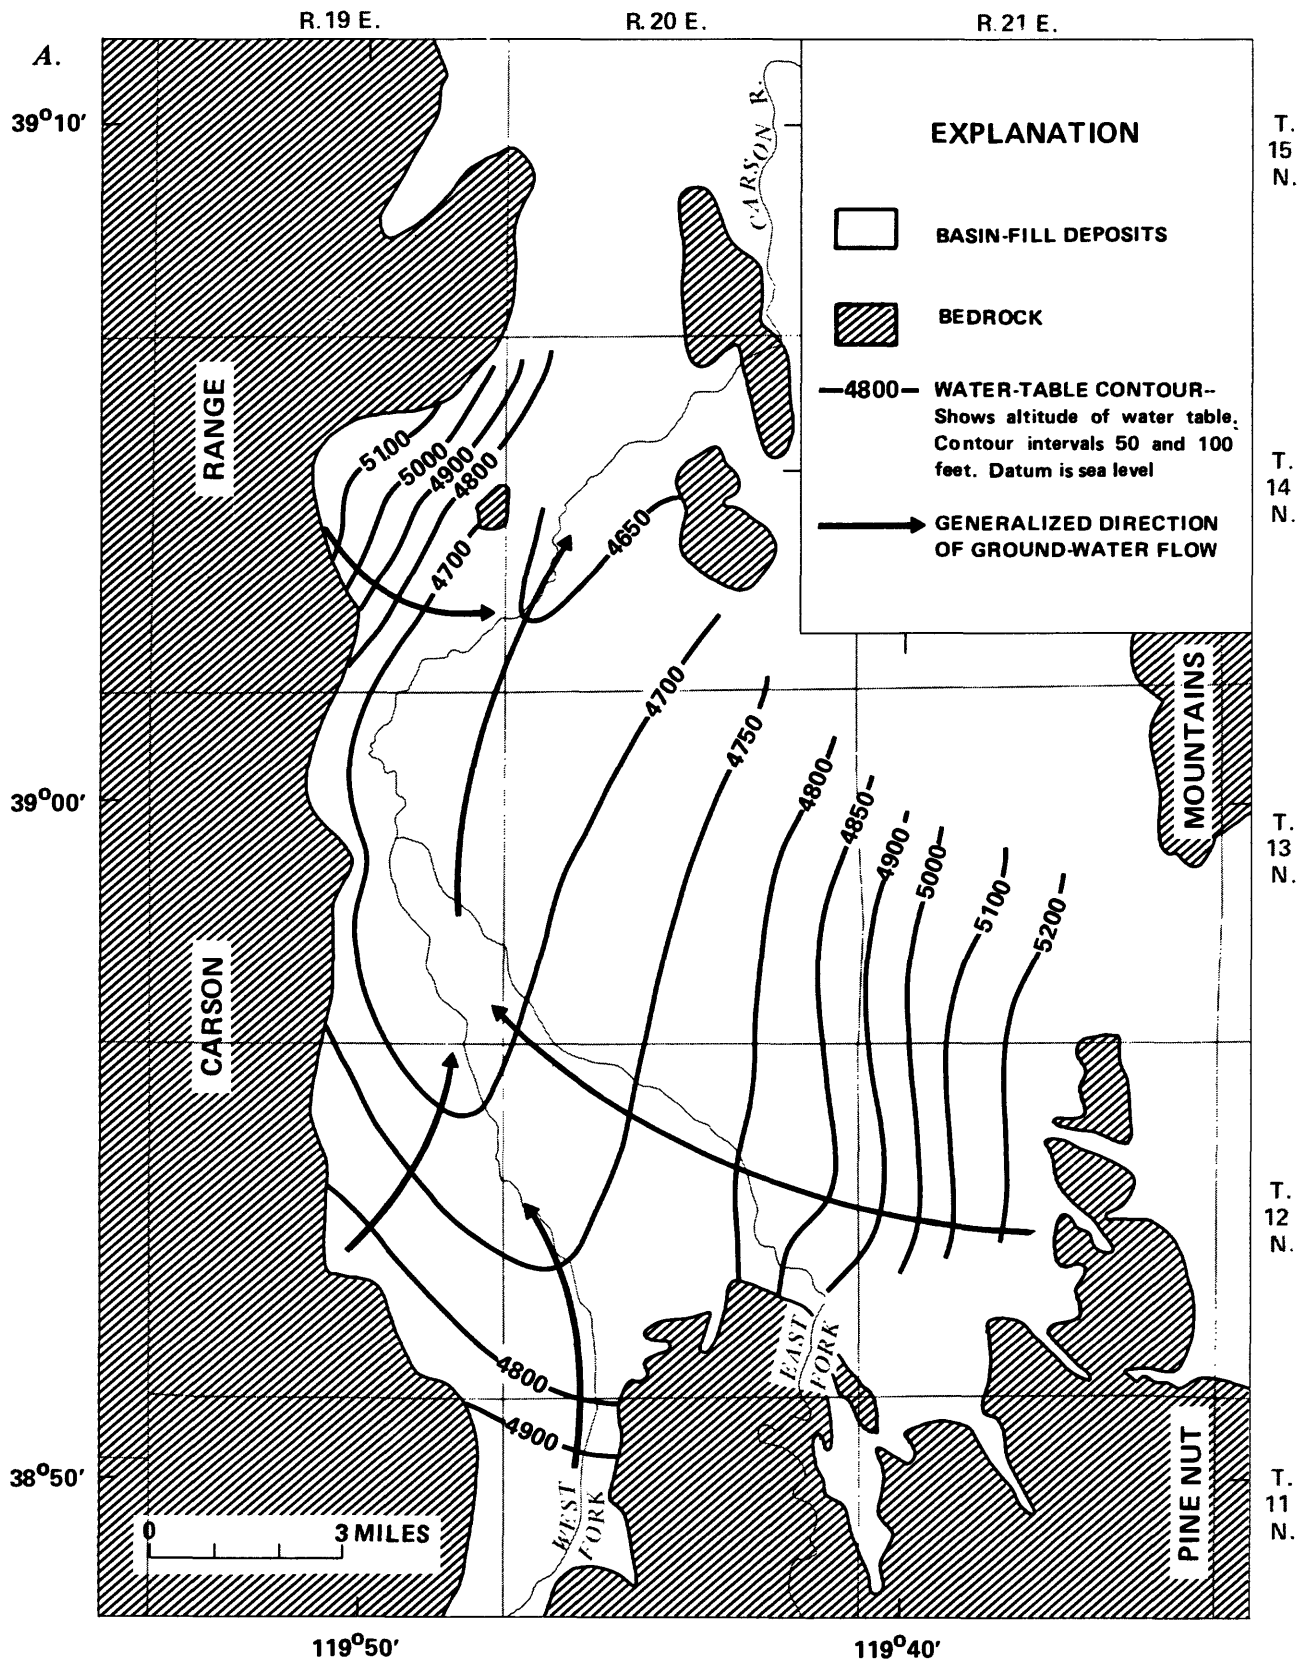 R. 19 E.
R. 20 E.
R. 21 E.
A.
39°10'
T.
15
N.
CARSON R.
EXPLANATION
BASIN-FILL DEPOSITS
BEDROCK
4800
WATER-TABLE CONTOUR--
Shows altitude of water table.
Contour intervals 50 and 100
feet. Datum is sea level
GENERALIZED DIRECTION
OF GROUND-WATER FLOW
RANGE
5100
5000
4900
4800
4700
4650
T.
14
N.
4700
4750
4800
4850
4900
5000
5100
5200
MOUNTAINS
39°00'
T.
13
N.
CARSON
T.
12
N.
EAST
FORK
4800
4900
WEST
FORK
PINE NUT
38°50'
T.
11
N.
0
3 MILES
119°50'
119°40'